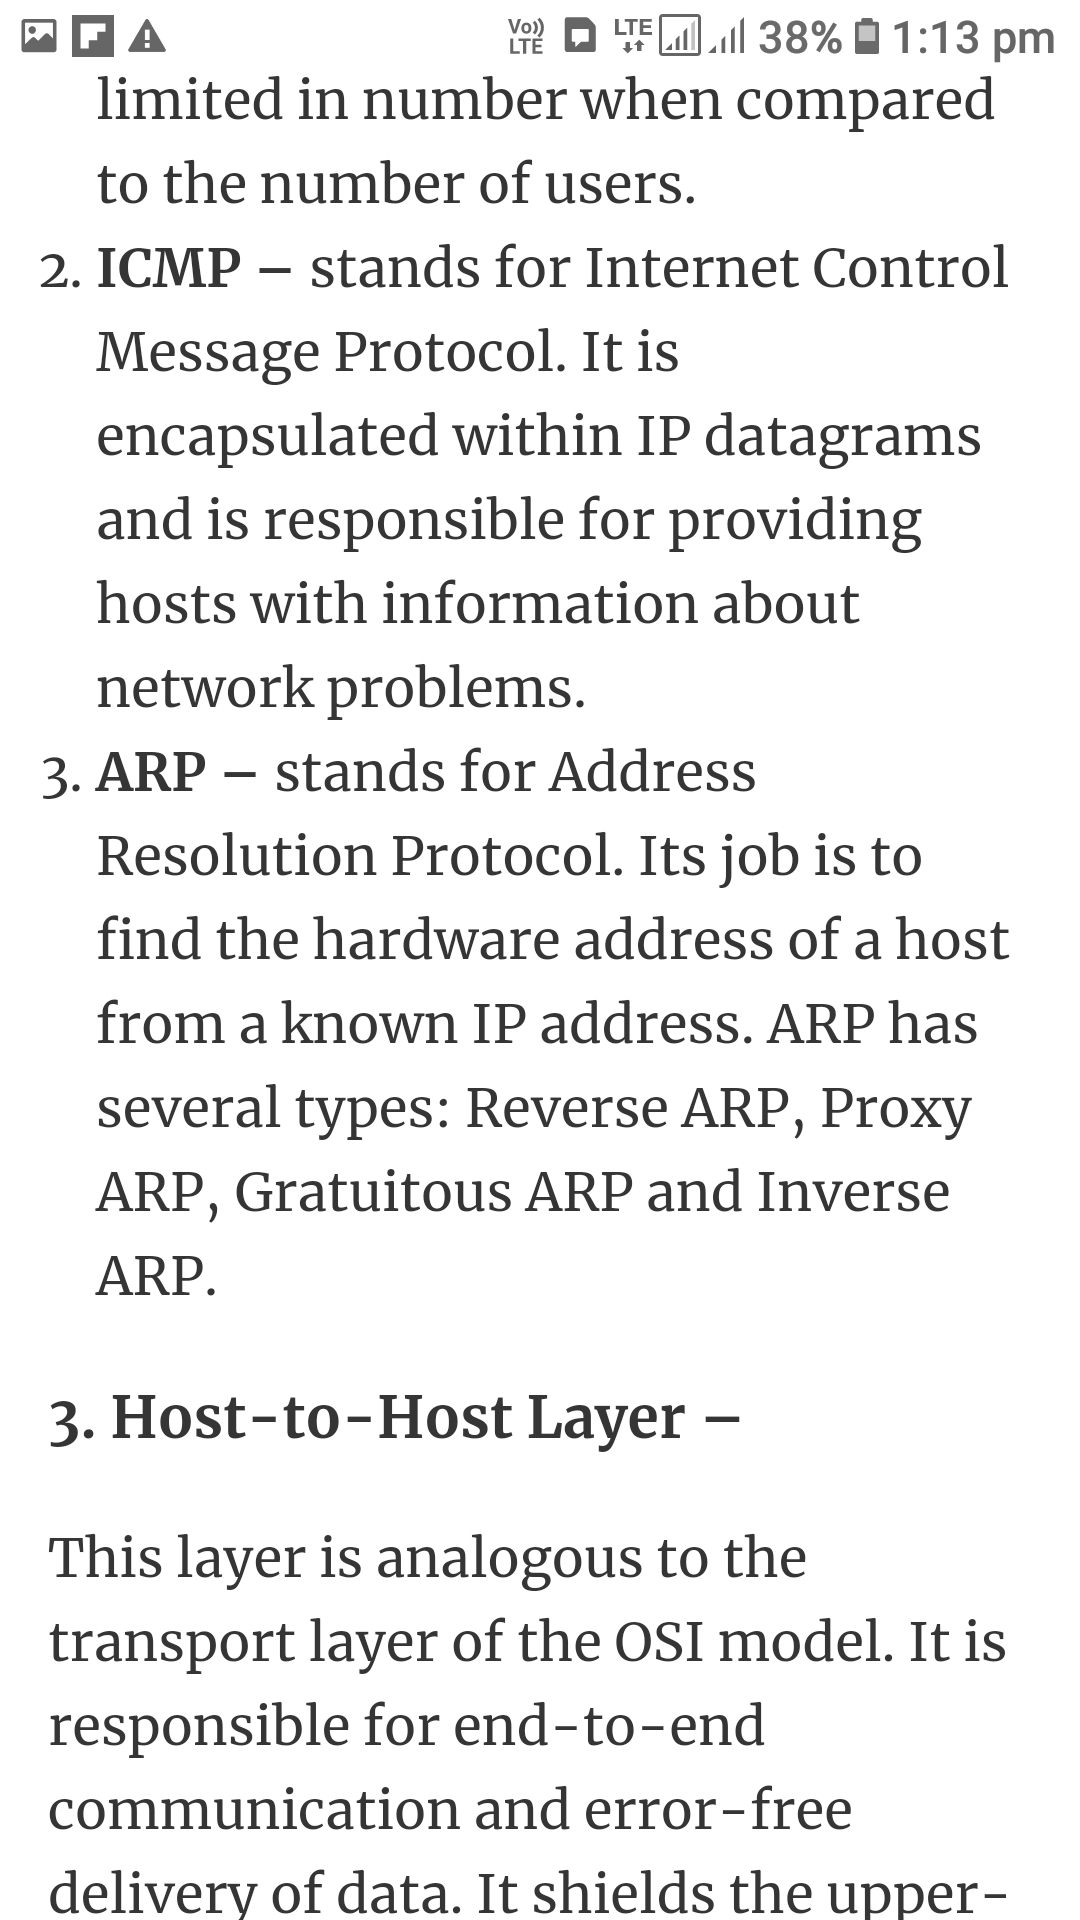 Vo)) LTE LTE 38% 1:13 pm
limited in number when compared
to the number of users.
2. ICMP – stands for Internet Control
Message Protocol. It is
encapsulated within IP datagrams
and is responsible for providing
hosts with information about
network problems.
3. ARP – stands for Address
Resolution Protocol. Its job is to
find the hardware address of a host
from a known IP address. ARP has
several types: Reverse ARP, Proxy
ARP, Gratuitous ARP and Inverse
ARP.
3. Host-to-Host Layer –
This layer is analogous to the
transport layer of the OSI model. It is
responsible for end-to-end
communication and error-free
delivery of data. It shields the upper-